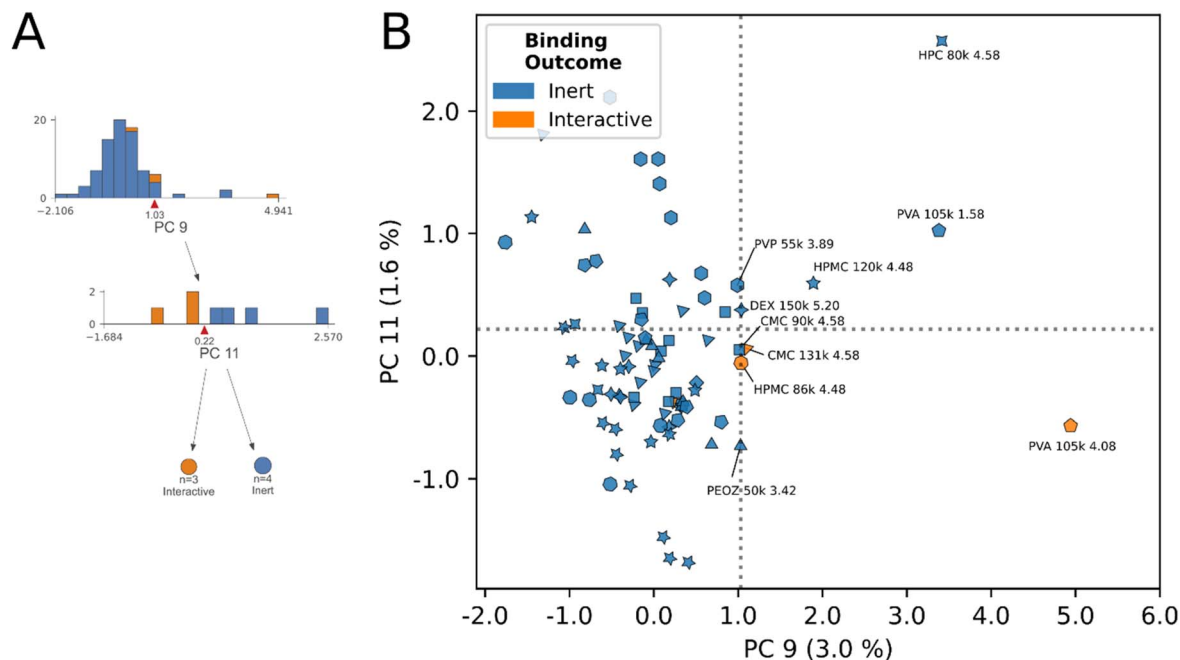 A
20
0
−2.106
1.03
4.941
PC 9
2
0
−1.684
0.22
2.570
PC 11
n=3
Interactive
n=4
Inert
B
Binding
Outcome
Inert
Interactive
HPC 80k 4.58
PVA 105k 1.58
PVP 55k 3.89
HPMC 120k 4.48
DEX 150k 5.20
CMC 90k 4.58
CMC 131k 4.58
HPMC 86k 4.48
PVA 105k 4.08
PEOZ 50k 3.42
PC 11 (1.6 %)
2.0
1.0
0.0
-1.0
-2.0
-1.0
0.0
1.0
2.0
3.0
4.0
5.0
6.0
PC 9 (3.0 %)